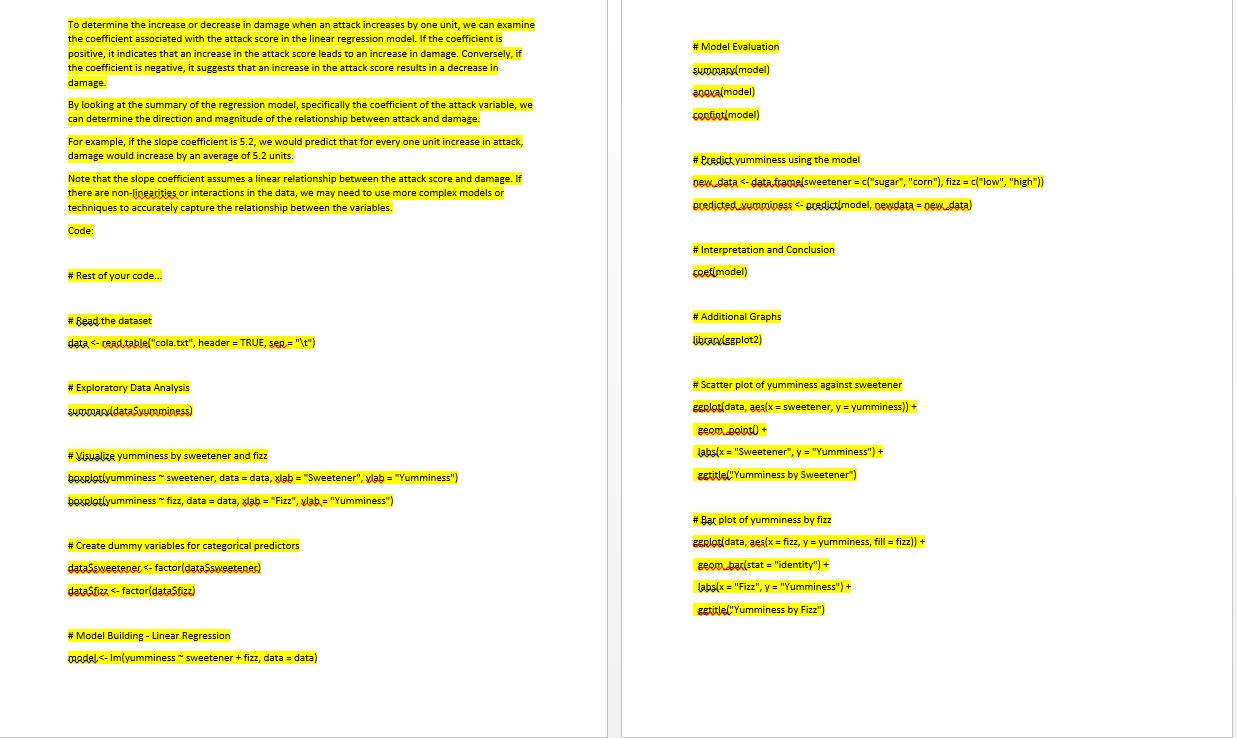 To determine the increase or decrease in damage when an attack increases by one unit, we can examine
the coefficient associated with the attack score in the linear regression model. If the coefficient is
positive, it indicates that an increase in the attack score leads to an increase in damage. Conversely, if
the coefficient is negative, it suggests that an increase in the attack score results in a decrease in
damage.
By looking at the summary of the regression model, specifically the coefficient of the attack variable, we
can determine the direction and magnitude of the relationship between attack and damage.
For example, if the slope coefficient is 5.2, we would predict that for every one unit increase in attack,
damage would increase by an average of 5.2 units.
Note that the slope coefficient assumes a linear relationship between the attack score and damage. If
there are non-linearities or interactions in the data, we may need to use more complex models or
techniques to accurately capture the relationship between the variables.
Code:
# Rest of your code...
# Read the dataset
data <- read.table("cola.txt", header = TRUE, sep = "\t")
# Exploratory Data Analysis
summary(data$yumminess)
# Visualize yumminess by sweetener and fizz
boxplot(yumminess ~ sweetener, data = data, xlab = "Sweetener", ylab = "Yumminess")
boxplot(yumminess ~ fizz, data = data, xlab = "Fizz", ylab = "Yumminess")
# Create dummy variables for categorical predictors
data$sweetener <- factor(data$sweetener)
data$fizz <- factor(data$fizz)
# Model Building - Linear Regression
model <- lm(yumminess ~ sweetener + fizz, data = data)
# Model Evaluation
summary(model)
anova(model)
confint(model)
# Predict yumminess using the model
new_data <- data.frame(sweetener = c("sugar", "corn"), fizz = c("low", "high"))
predicted_yumminess <- predict(model, newdata = new_data)
# Interpretation and Conclusion
coef(model)
# Additional Graphs
library(ggplot2)
# Scatter plot of yumminess against sweetener
ggplot(data, aes(x = sweetener, y = yumminess)) +
geom_point() +
labs(x = "Sweetener", y = "Yumminess") +
ggtitle("Yumminess by Sweetener")
# Bar plot of yumminess by fizz
ggplot(data, aes(x = fizz, y = yumminess, fill = fizz)) +
geom_bar(stat = "identity") +
labs(x = "Fizz", y = "Yumminess") +
ggtitle("Yumminess by Fizz")